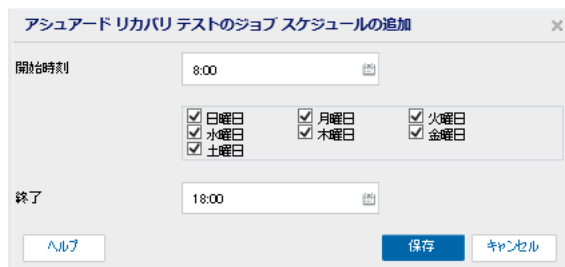 アシュアード リカバリ テストのジョブ スケジュールの追加
開始時刻 8:00
日曜日 月曜日 火曜日
水曜日 木曜日 金曜日
土曜日
終了 18:00
ヘルプ 保存 キャンセル